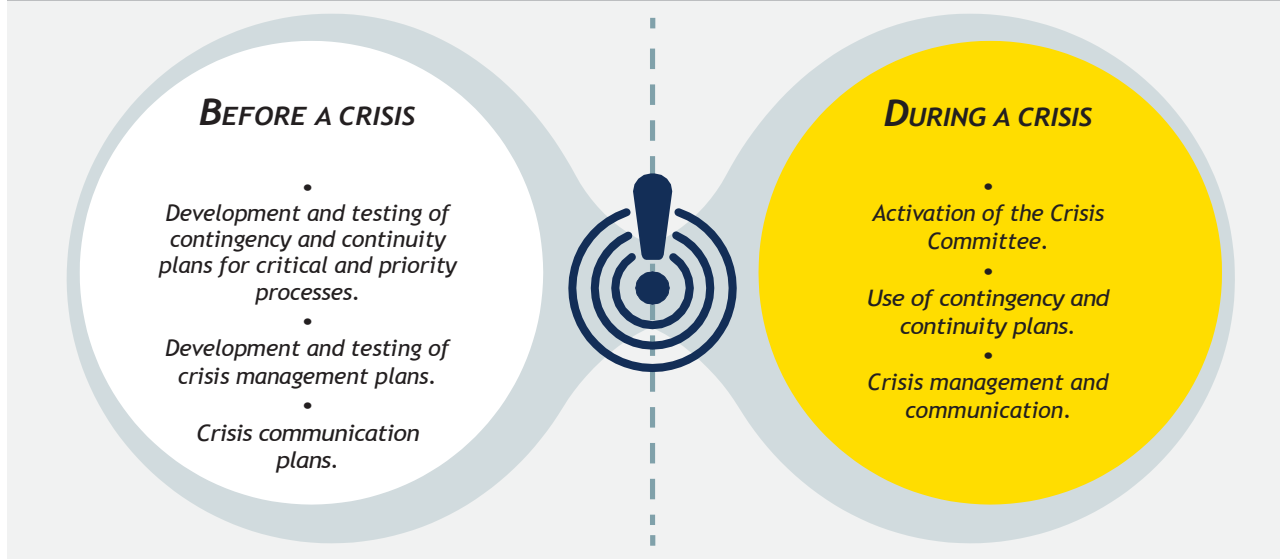 BEFORE A CRISIS
•
Development and testing of
contingency and continuity
plans for critical and priority
processes.
•
Development and testing of
crisis management plans.
•
Crisis communication
plans.
DURING A CRISIS
•
Activation of the Crisis
Committee.
•
Use of contingency and
continuity plans.
•
Crisis management and
communication.